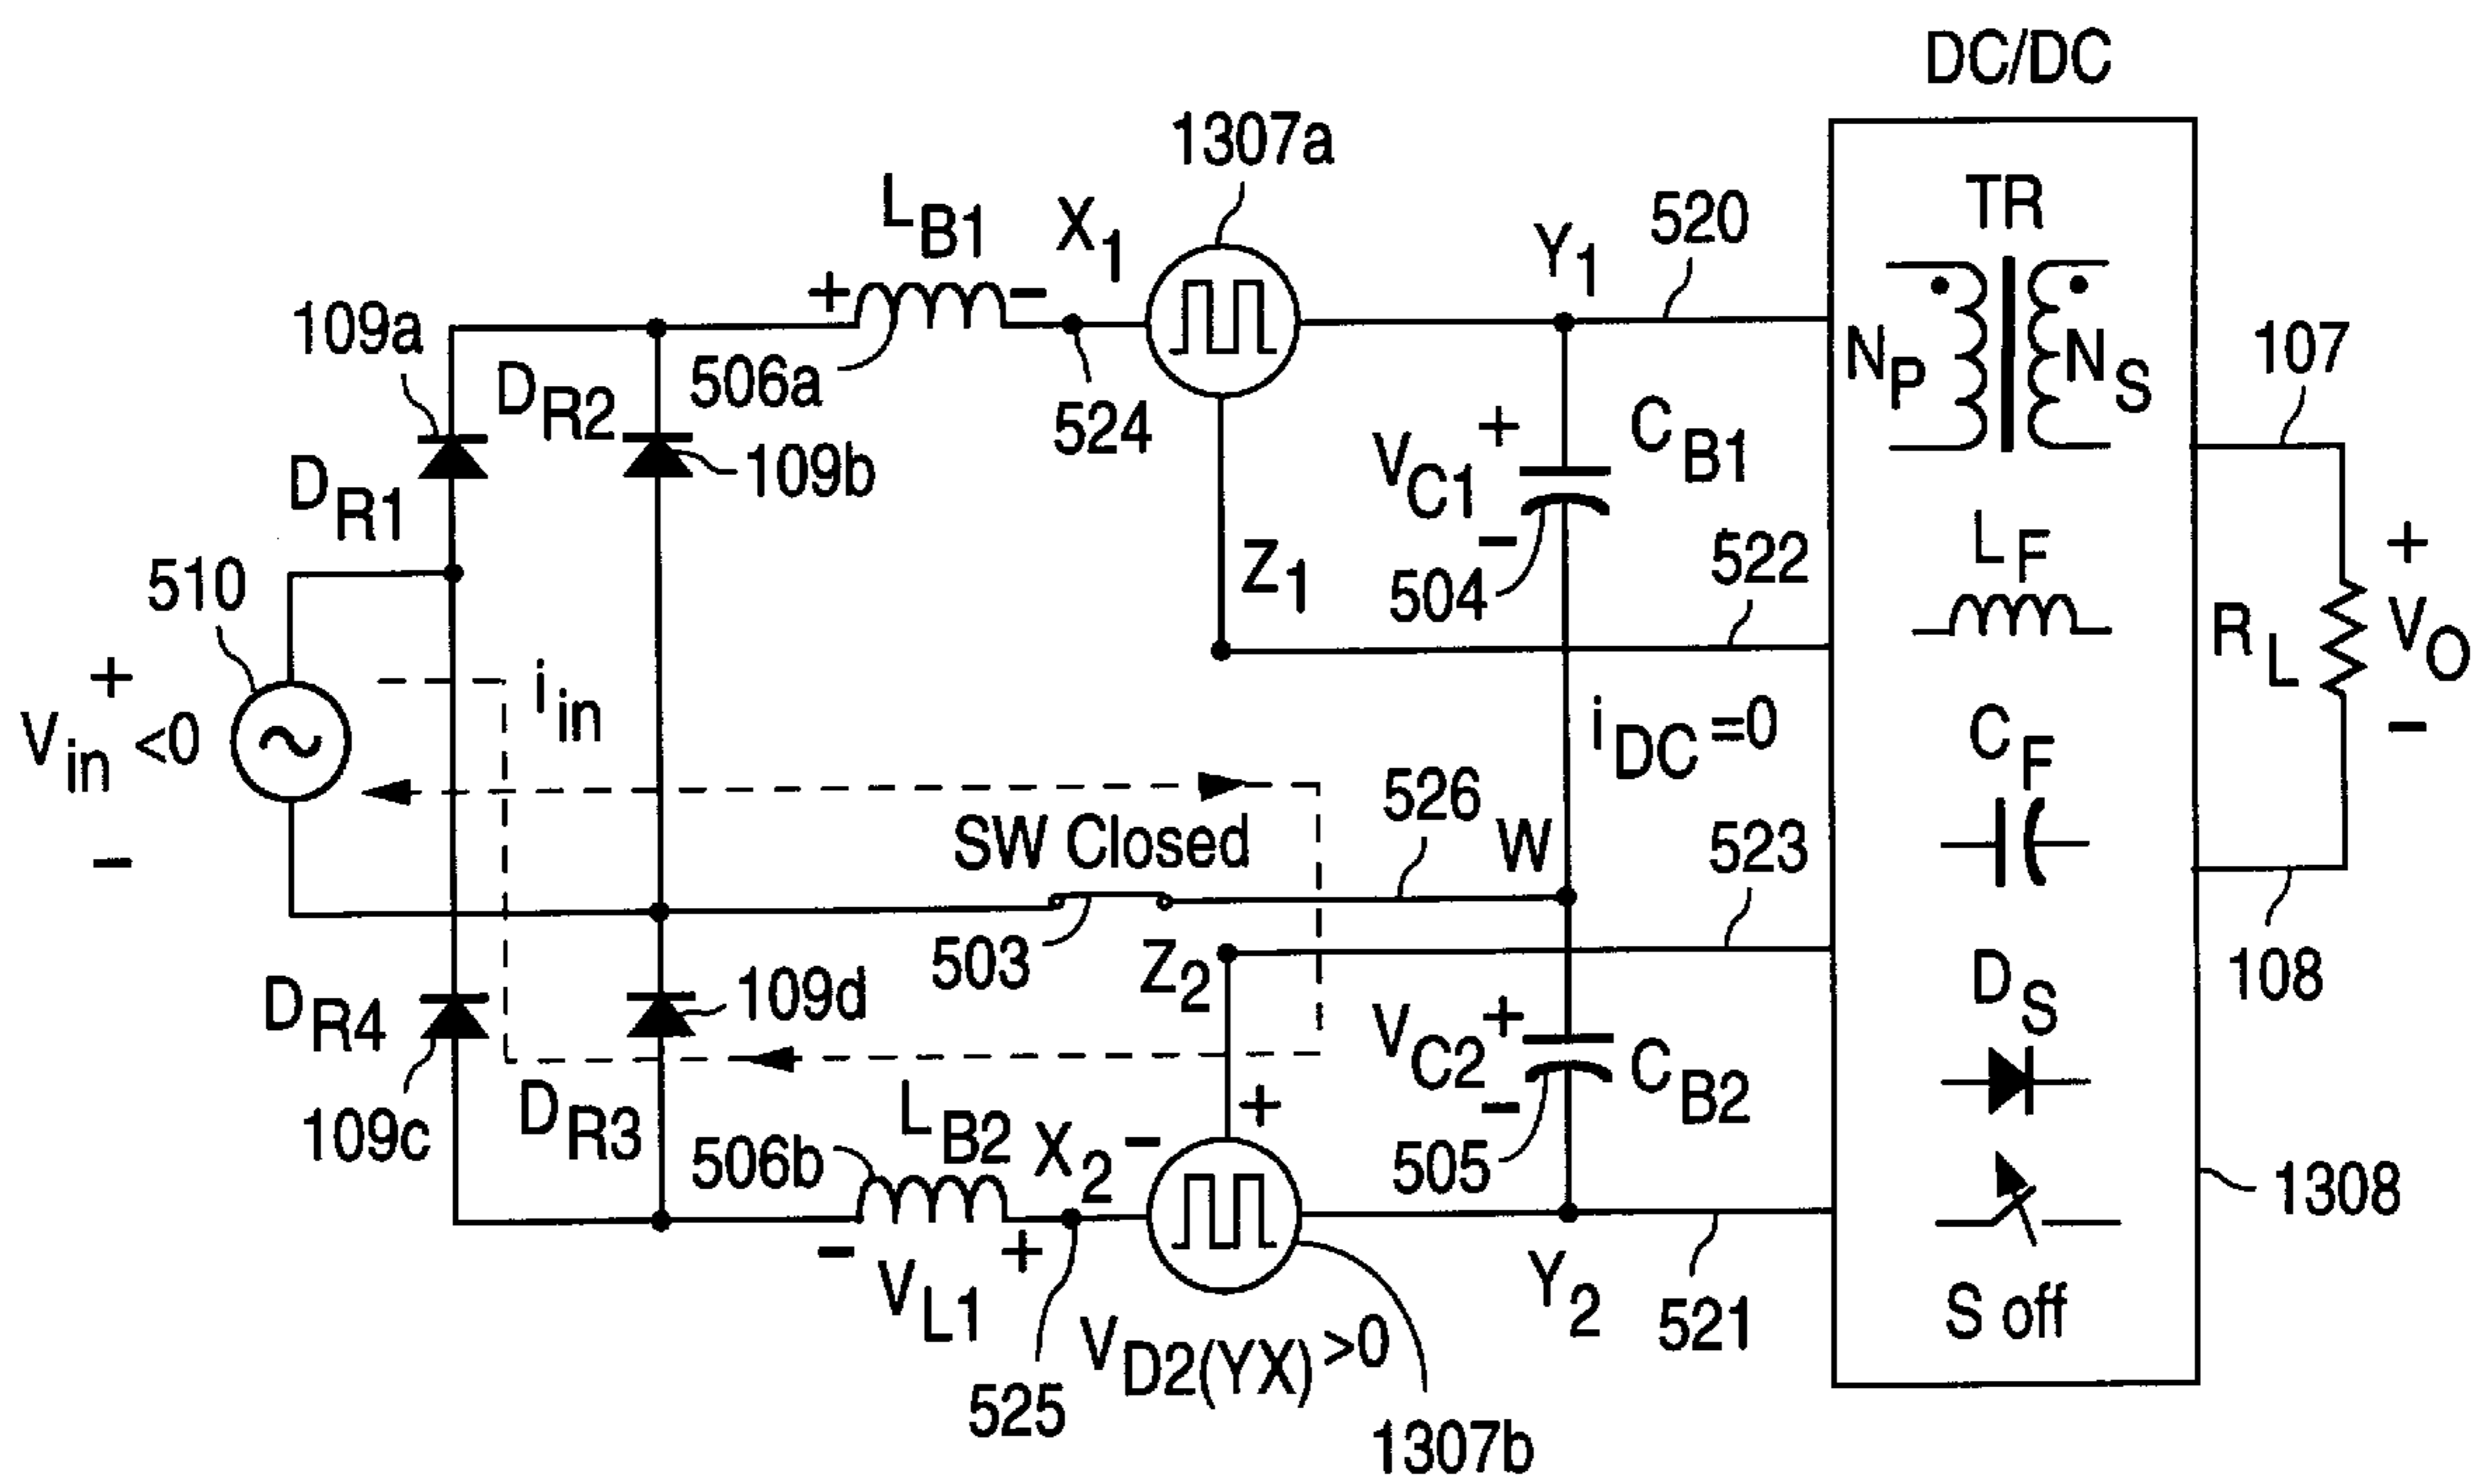 DC/DC
1307a
TR
LB1
X1
Y1
520
+
-
109a
DR2
506a
524
NP
NS
107
109b
VC1
+
CB1
-
DR1
510
Z1
504
522
LF
RL
+
VO
-
+
Vin <0
-
iin
iDC =0
CF
SW Closed
526
W
523
503
Z2
108
DS
DR4
109d
VC2
+
CB2
-
109c
DR3
LB2
506b
X2
-
+
505
1308
-
VL1
+
525
VD2(YX) >0
Y2
521
S off
1307b